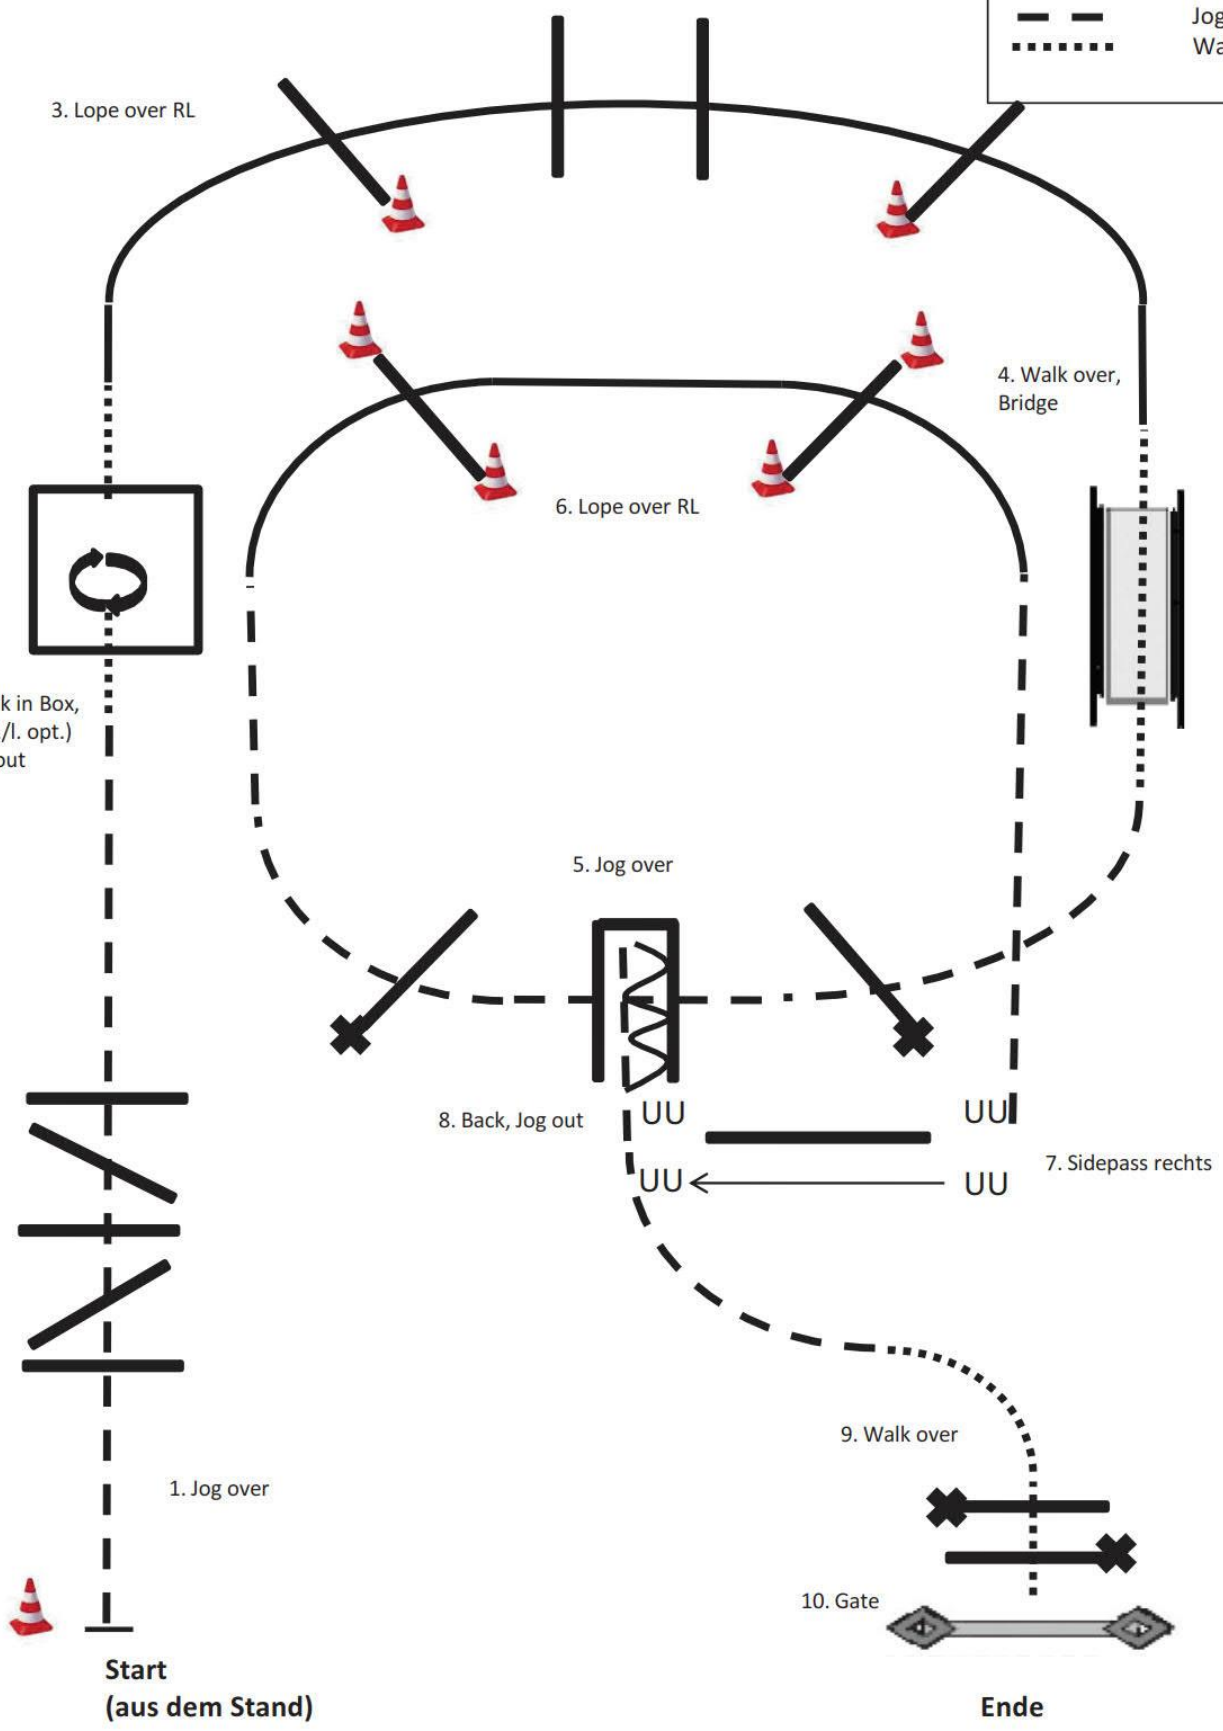 Jog
Wa
3. Lope over RL
4. Walk over,
Bridge
6. Lope over RL
k in Box,
/l. opt.)
out
5. Jog over
8. Back, Jog out
UU
UU
7. Sidepass rechts
UU
UU
9. Walk over
1. Jog over
10. Gate
Start
(aus dem Stand)
Ende